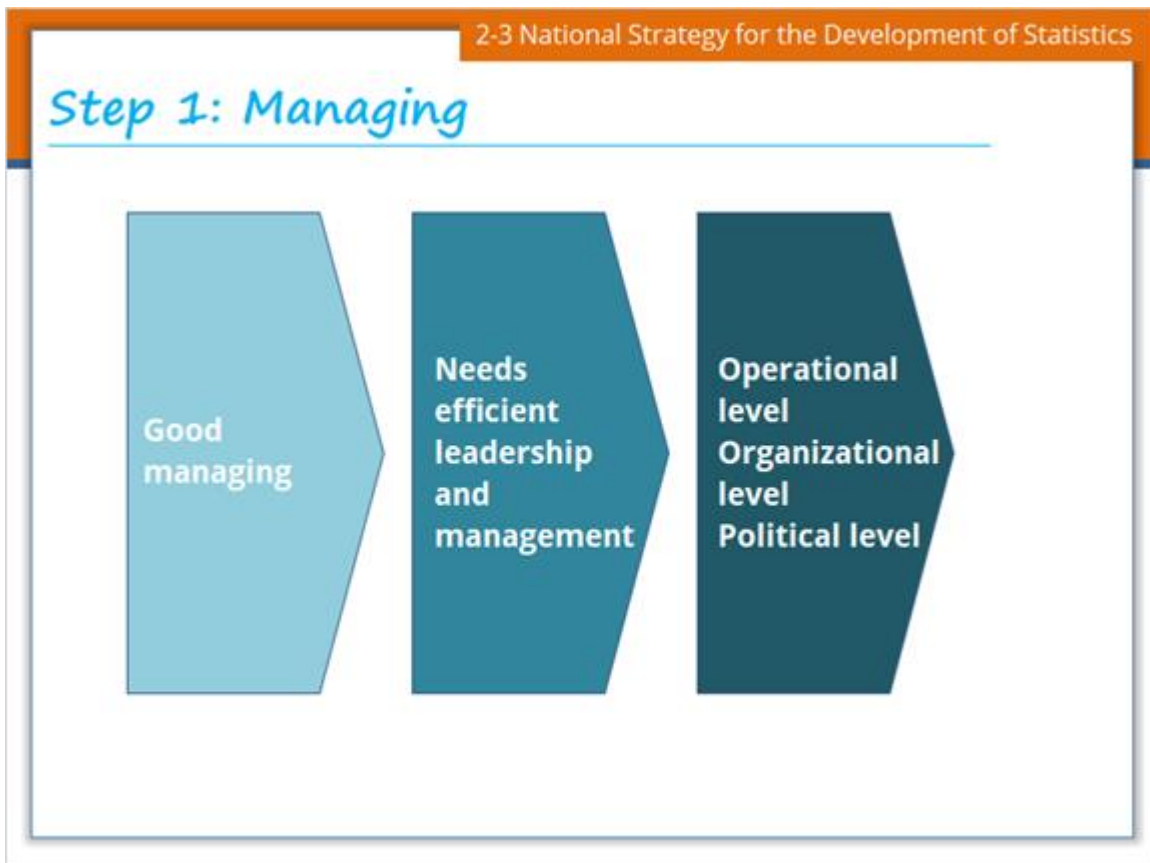 2-3 National Strategy for the Development of Statistics
Step 1: Managing
Good
managing
Needs
efficient
leadership
and
management
Operational
level
Organizational
level
Political level